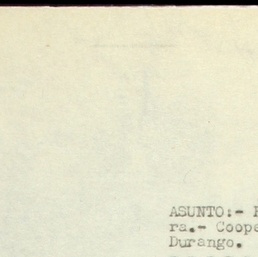 ASUNTO:-
ra.- Coope
Durango.